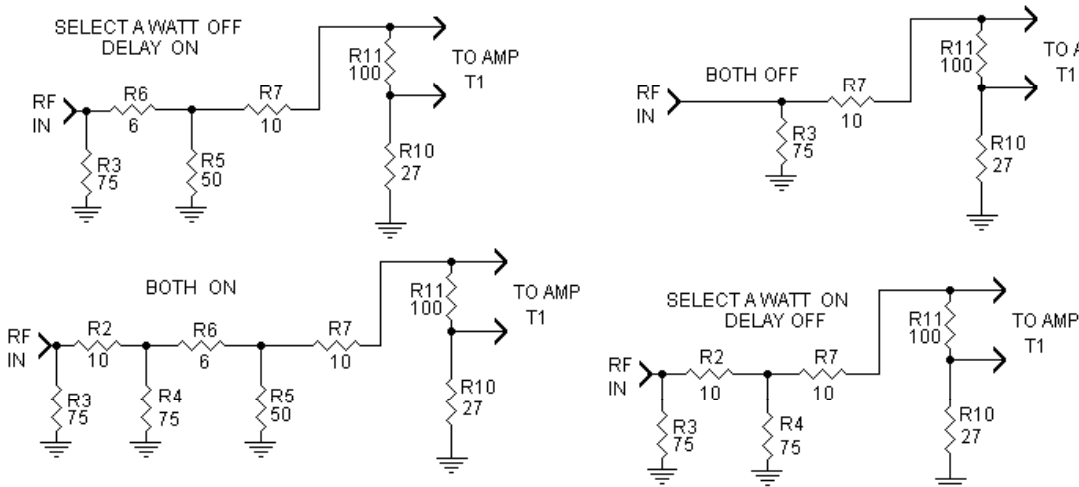 SELECT A WATT OFF
DELAY ON
RF
IN
R6
6
R7
10
R3
75
R5
50
R11
100
R10
27
TO AMP
T1
BOTH OFF
RF
IN
R3
75
R7
10
R11
100
R10
27
TO A
T1
BOTH ON
RF
IN
R2
10
R6
6
R7
10
R3
75
R4
75
R5
50
R11
100
R10
27
TO AMP
T1
SELECT A WATT ON
DELAY OFF
RF
IN
R2
10
R7
10
R3
75
R4
75
R11
100
R10
27
TO AMP
T1